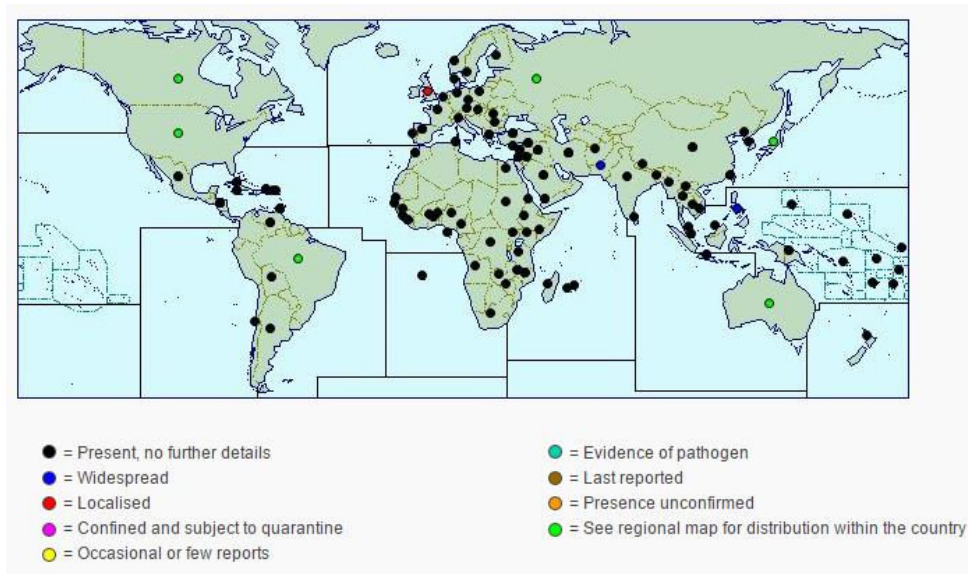 = Present, no further details
= Widespread
= Localised
= Confined and subject to quarantine
= Occasional or few reports
= Evidence of pathogen
= Last reported
= Presence unconfirmed
= See regional map for distribution within the country